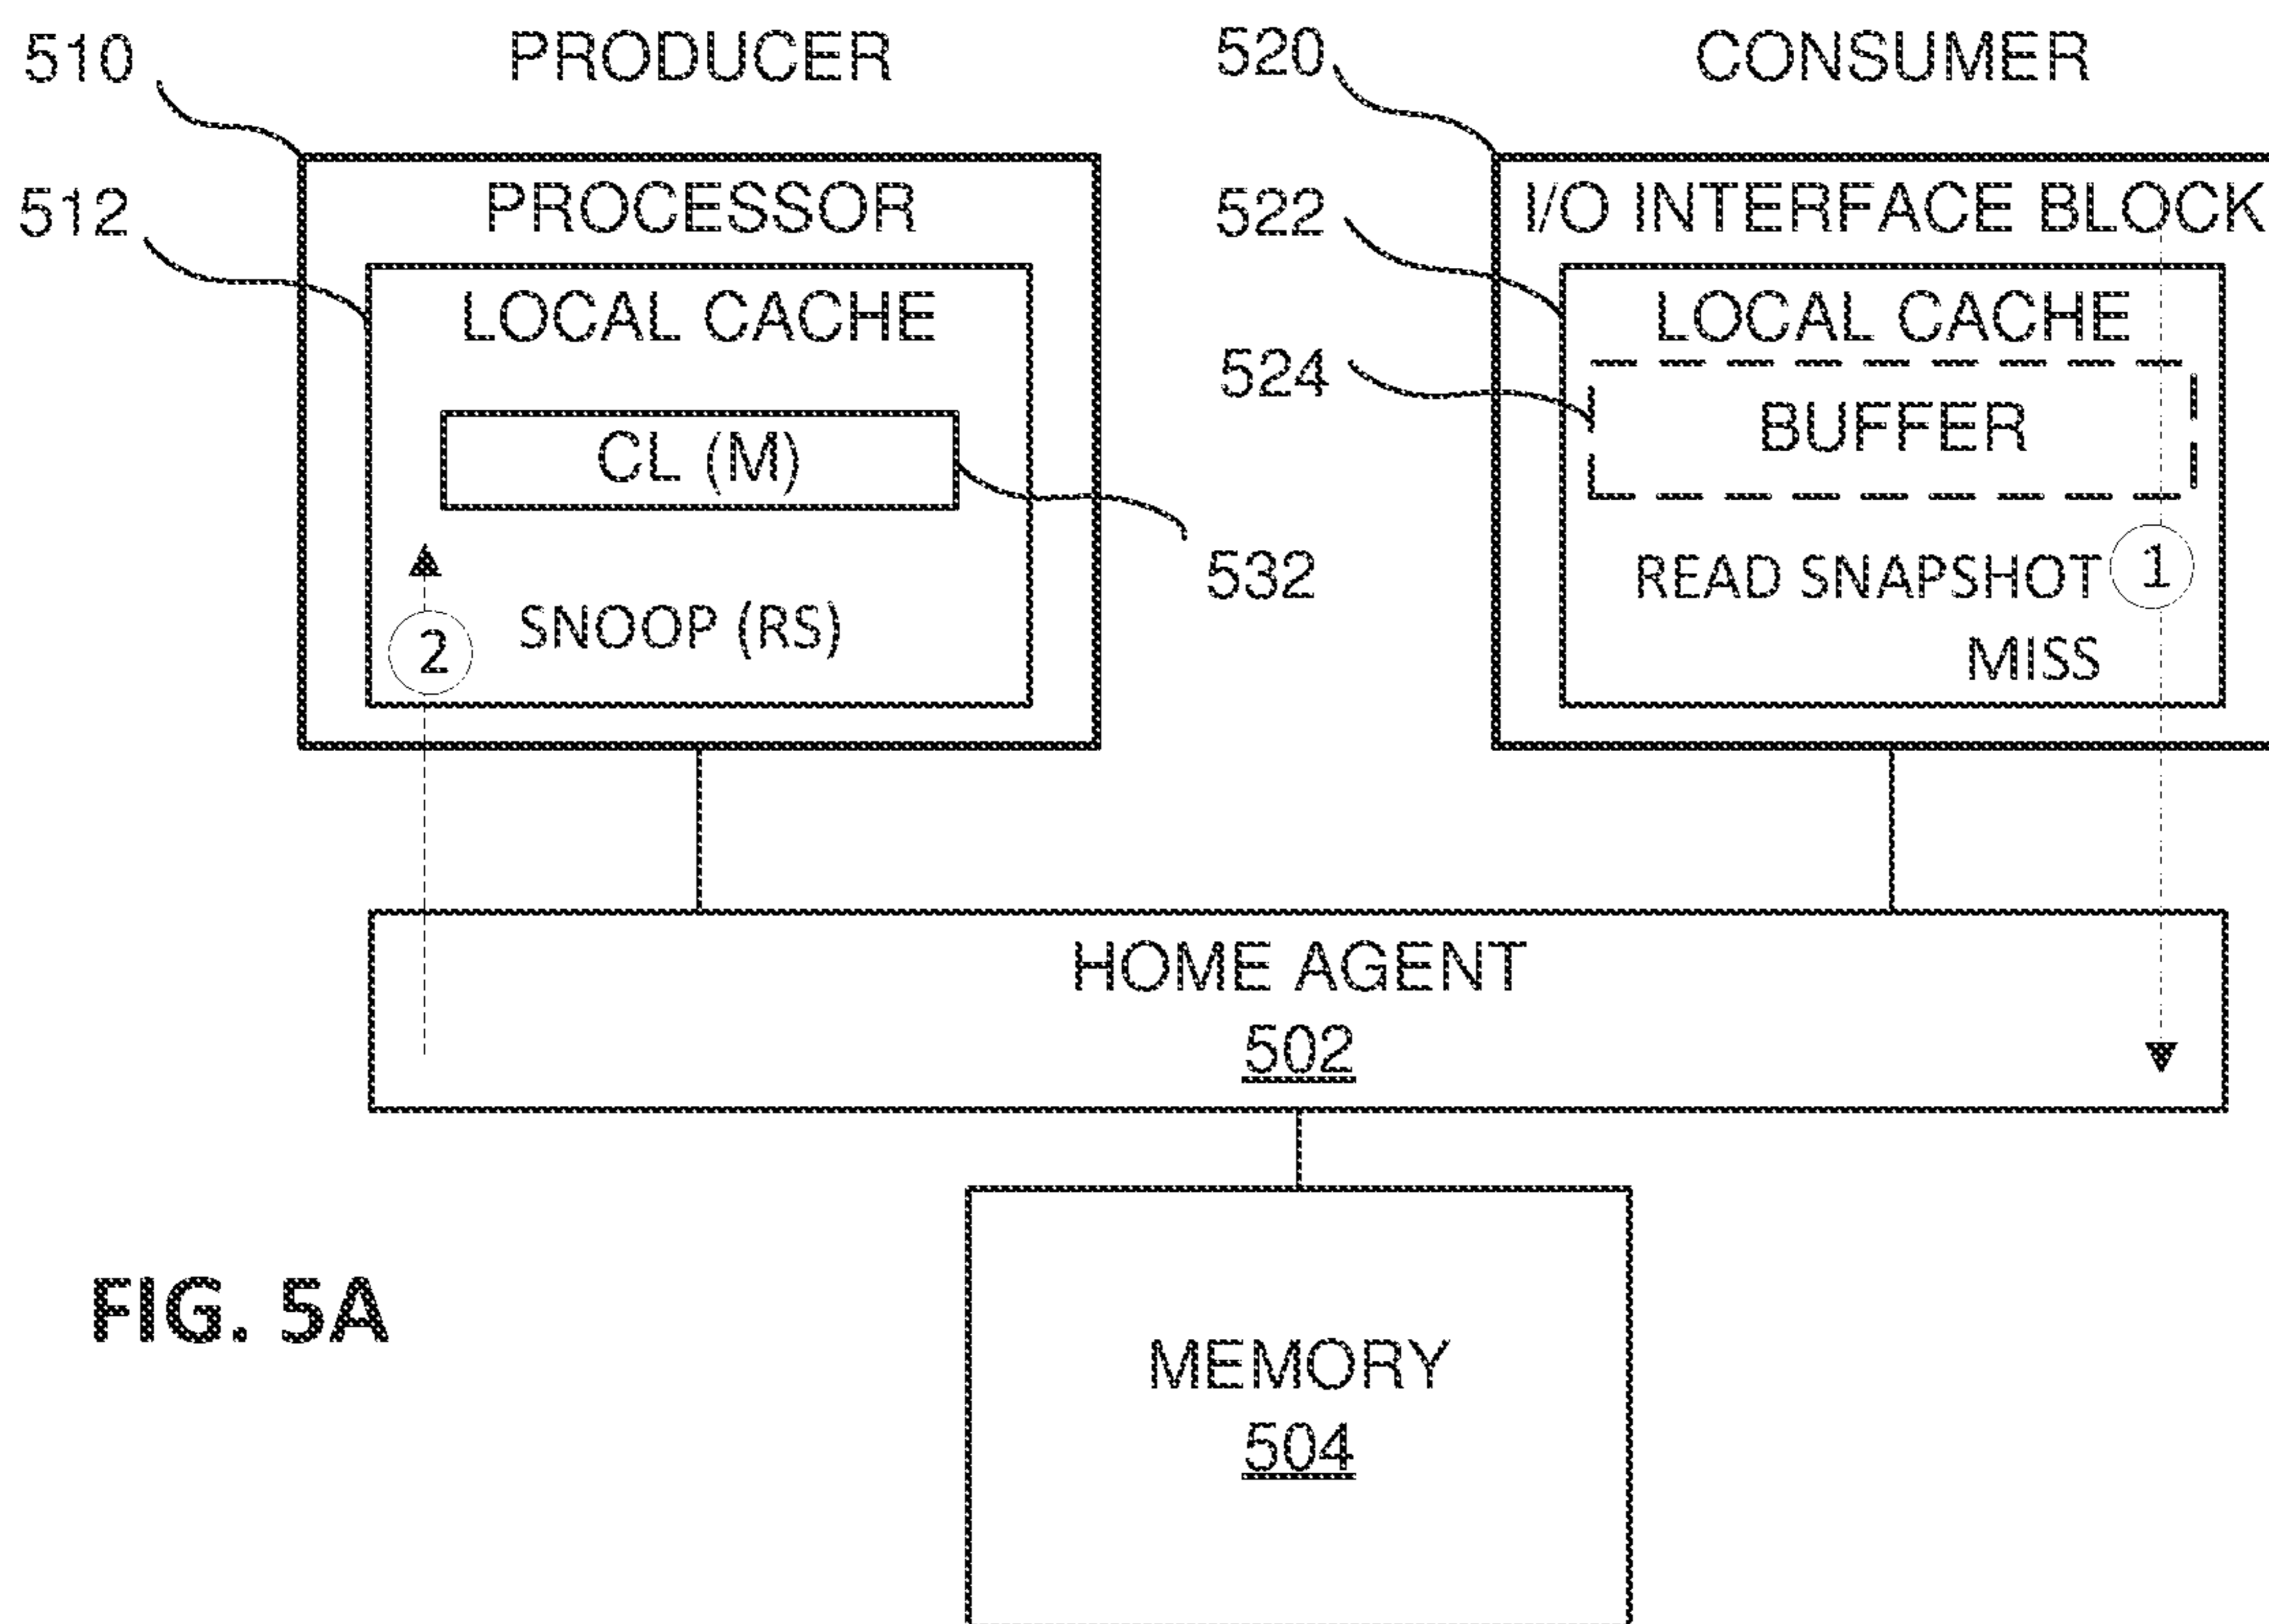 510
PRODUCER
520
CONSUMER
512
PROCESSOR
522
I/O INTERFACE BLOCK
LOCAL CACHE
LOCAL CACHE
524
BUFFER
CL (M)
532
READ SNAPSHOT
1
MISS
2
SNOOP (RS)
HOME AGENT
502
FIG. 5A
MEMORY
504